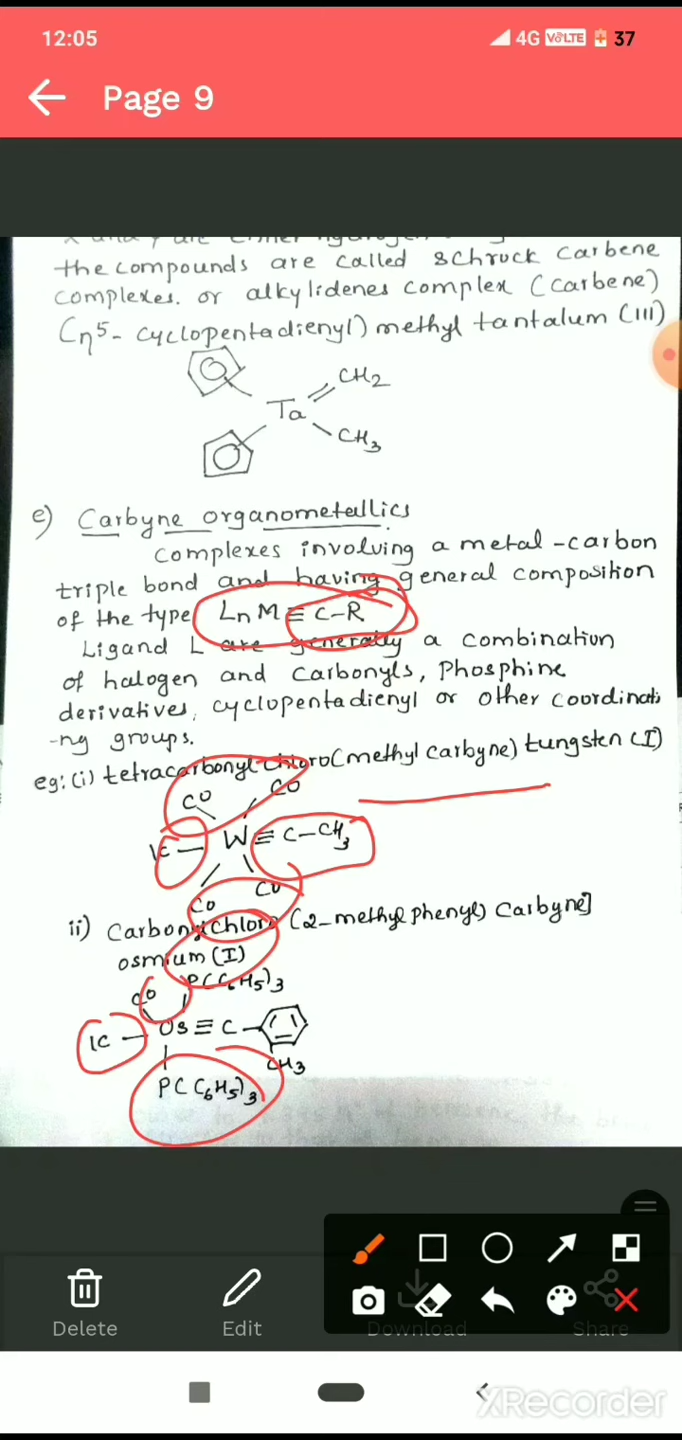 12:05
4G VoLTE 37
Page 9
the compounds are called schrock carbene
complexes. or alkylidenes complex (carbene)
(η5- cyclopentadienyl) methyl tantalum (III)
CH2
Ta
CH3
e) Carbyne organometallics
complexes involving a metal-carbon
triple bond and having general composition
of the type LnM≡C-R
Ligand L are generally a combination
of halogen and carbonyls, Phosphine
derivatives, cyclopentadienyl or other coordinati
-ng groups.
eg: (i) tetracarbonyl chloro(methyl carbyne) tungsten (I)
CO CO
W≡C-CH3
CO CO
ii) Carbonyl chloro (2-methyl phenyl) Carbyne]
osmium (I)
CO P(C6H5)3
lC - Os≡C-
CH3
P(C6H5)3
Delete Edit Download Share
XRecorder